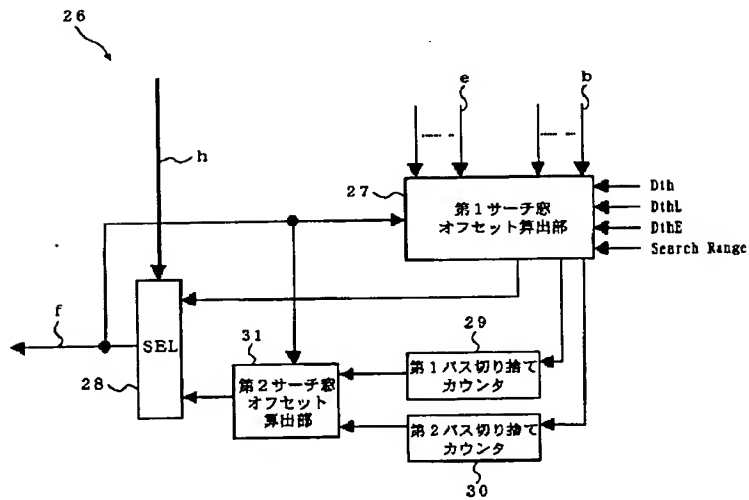 26
e
b
h
27
第1サーチ窓
オフセット算出部
Dth
DthL
DthE
Search Range
f
SEL
28
31
第2サーチ窓
オフセット
算出部
29
第1パス切り捨て
カウンタ
第2パス切り捨て
カウンタ
30